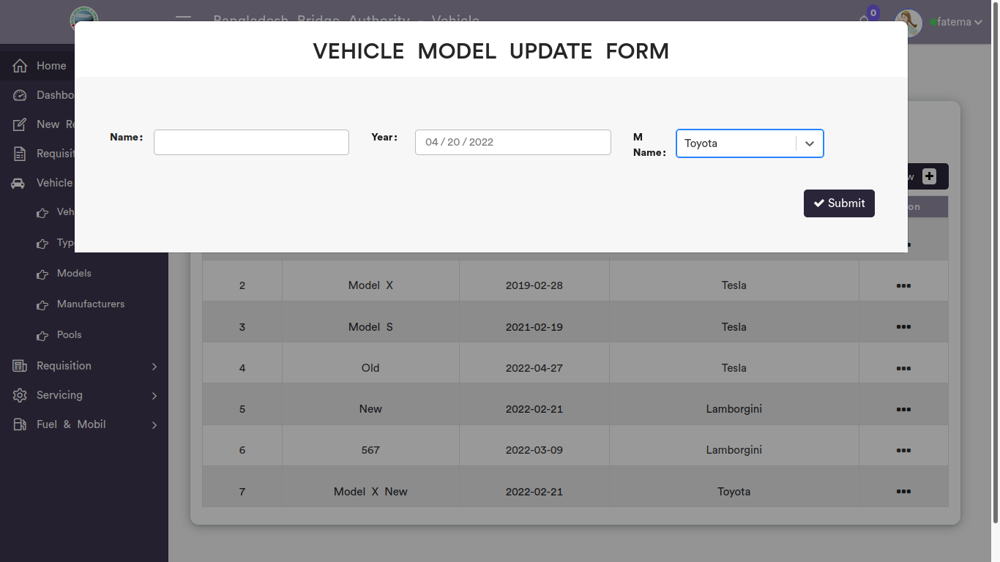 Bangladesh Bridge Authority - Vehicle
0
fatema
VEHICLE MODEL UPDATE FORM
Home
Dashbo
New Re
Requisit
Vehicle
Veh
Type
Models
Manufacturers
Pools
Requisition
Servicing
Fuel & Mobil
Name:
Year:
04 / 20 / 2022
M
Name:
Toyota
Submit
w
on
2 Model X 2019-02-28 Tesla
3 Model S 2021-02-19 Tesla
4 Old 2022-04-27 Tesla
5 New 2022-02-21 Lamborgini
6 567 2022-03-09 Lamborgini
7 Model X New 2022-02-21 Toyota